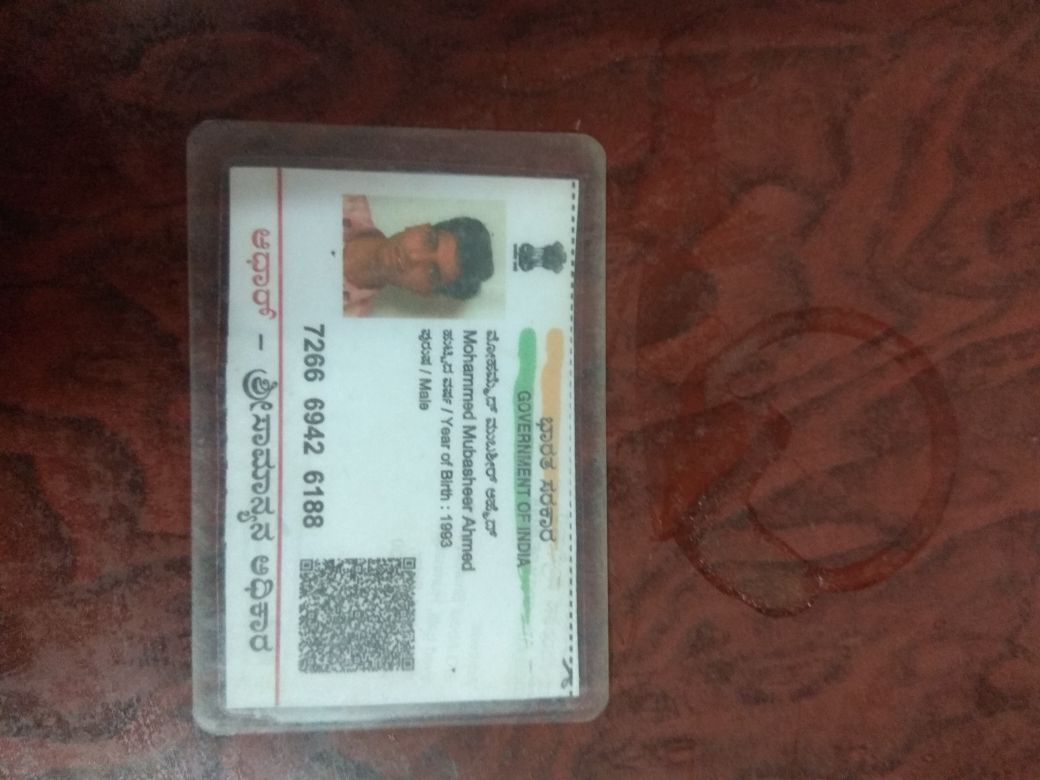 ಭಾರತ ಸರಕಾರ
GOVERNMENT OF INDIA
ಮೊಹಮ್ಮದ್ ಮುಬಶೀರ್ ಅಹ್ಮದ್
Mohammed Mubasheer Ahmed
ಹುಟ್ಟಿದ ವರ್ಷ / Year of Birth : 1993
ಪುರುಷ / Male
7266 6942 6188
ಆಧಾರ್ - ಶ್ರೀಸಾಮಾನ್ಯನ ಅಧಿಕಾರ